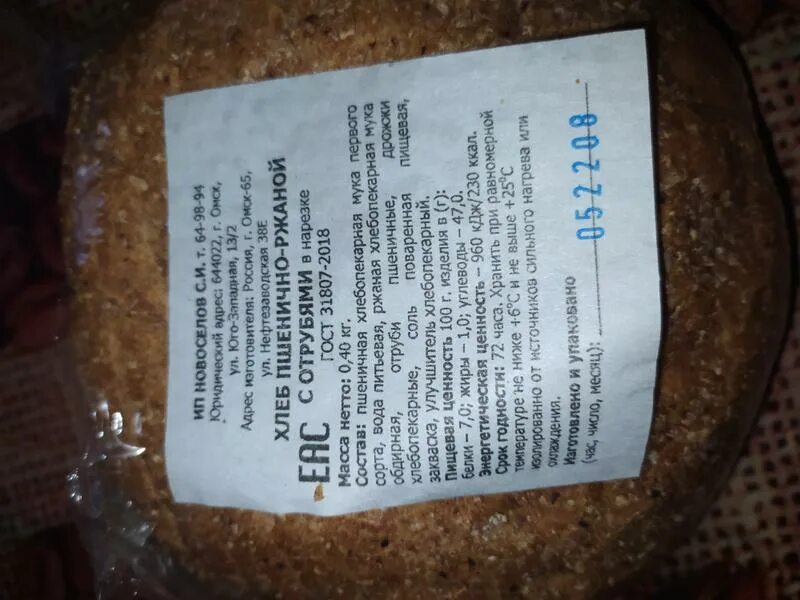 ИП НОВОСЕЛОВ С.И. т. 64-98-94
Юридический адрес: 644022, г. Омск,
ул. Юго-Западная, 13/2
Адрес изготовителя: Россия, г. Омск-65,
ул. Нефтезаводская 38Е
ХЛЕБ ПШЕНИЧНО-РЖАНОЙ
С ОТРУБЯМИ в нарезке
ЕАС ГОСТ 31807-2018
Масса нетто: 0,40 кг.
Состав: пшеничная хлебопекарная мука первого
сорта, вода питьевая, ржаная хлебопекарная мука
обдирная, отруби пшеничные, дрожжи
хлебопекарные, соль поваренная пищевая,
закваска, улучшитель хлебопекарный.
Пищевая ценность 100 г. изделия в (г):
белки – 7,0; жиры – 1,0; углеводы – 47,0.
Энергетическая ценность – 960 кДж/230 ккал.
Срок годности: 72 часа. Хранить при равномерной
температуре не ниже +6°С и не выше +25°С
изолированно от источников сильного нагрева или
охлаждения.
Изготовлено и упаковано
(час, число, месяц): 052208